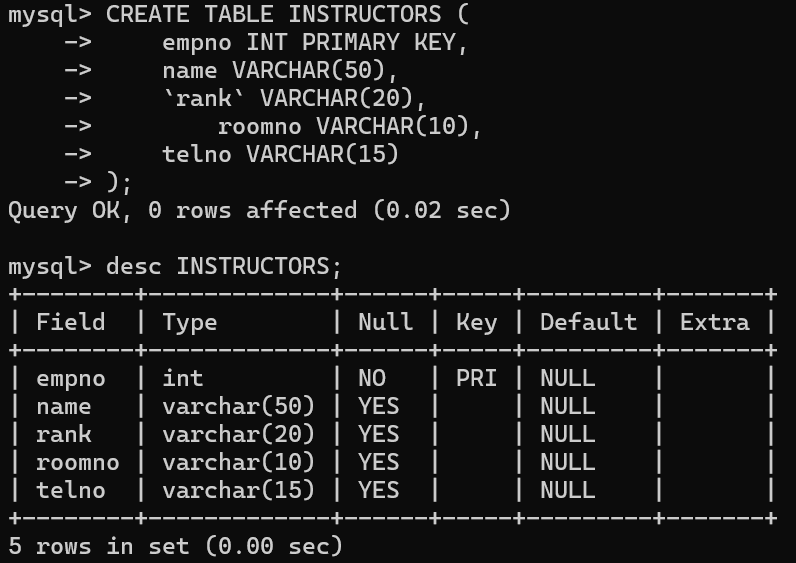 mysql> CREATE TABLE INSTRUCTORS (
    ->     empno INT PRIMARY KEY,
    ->     name VARCHAR(50),
    ->     `rank` VARCHAR(20),
    ->         roomno VARCHAR(10),
    ->     telno VARCHAR(15)
    -> );
Query OK, 0 rows affected (0.02 sec)

mysql> desc INSTRUCTORS;
+--------+-------------+------+-----+---------+-------+
| Field  | Type        | Null | Key | Default | Extra |
+--------+-------------+------+-----+---------+-------+
| empno  | int         | NO   | PRI | NULL    |       |
| name   | varchar(50) | YES  |     | NULL    |       |
| rank   | varchar(20) | YES  |     | NULL    |       |
| roomno | varchar(10) | YES  |     | NULL    |       |
| telno  | varchar(15) | YES  |     | NULL    |       |
+--------+-------------+------+-----+---------+-------+
5 rows in set (0.00 sec)